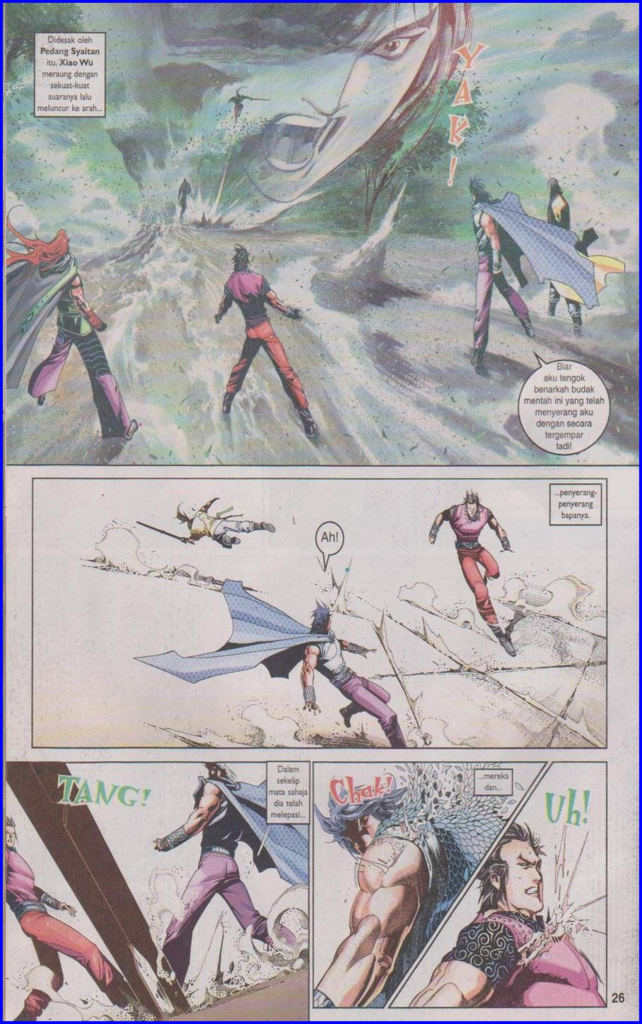 Didesak oleh
Pedang Syaitan
itu, Xiao Wu
meraung dengan
sekuat-kuat
suaranya lalu
meluncur ke arah...
YAK!
Biar
aku tengok
benarkah budak
mentah ini yang telah
menyerang aku
dengan secara
tergempar
tadi!
...penyerang-
penyerang
bapanya.
Ah!
TANG!
Dalam
sekelip
mata sahaja
dia telah
melepasi...
Chak!
...mereka
dan...
Uh!
26